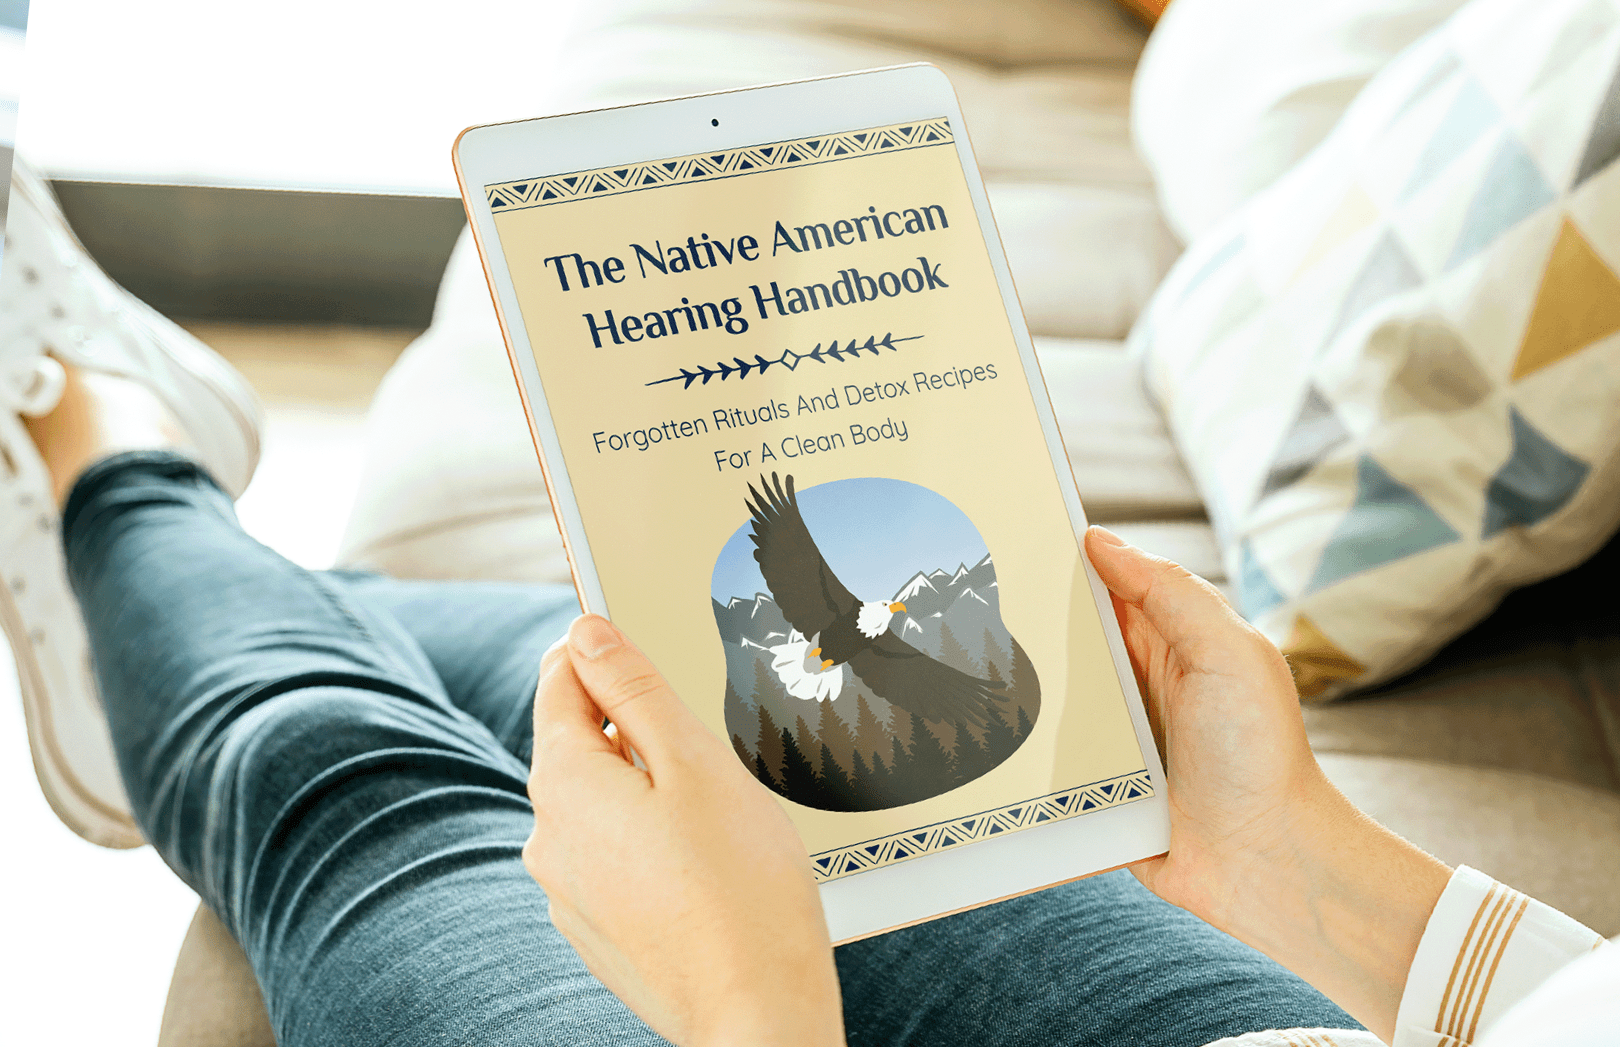 The Native American
Hearing Handbook
Forgotten Rituals And Detox Recipes
For A Clean Body